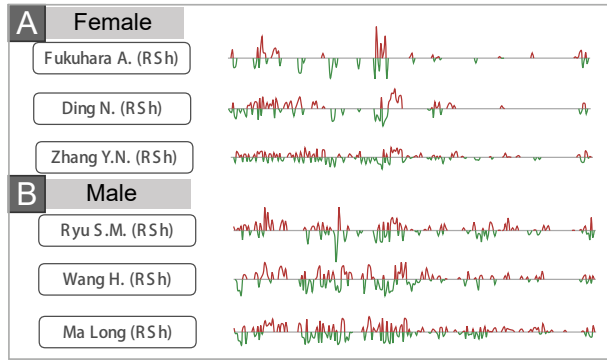 A Female
Fukuhara A. (RSh)
Ding N. (RSh)
Zhang Y.N. (RSh)
B Male
Ryu S.M. (RSh)
Wang H. (RSh)
Ma Long (RSh)